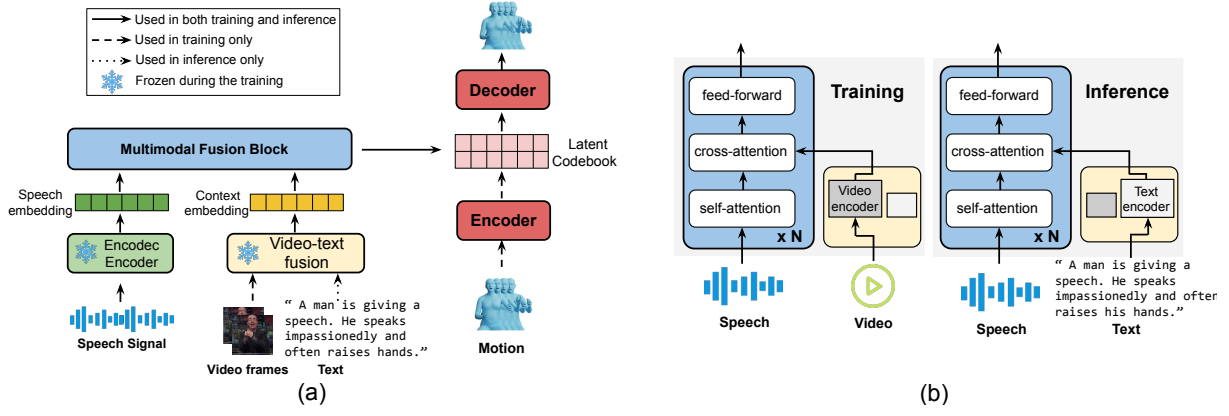 Used in both training and inference
Used in training only
Used in inference only
Frozen during the training
Multimodal Fusion Block
Speech
embedding
Context
embedding
Encodec
Encoder
Video-text
fusion
Speech Signal
Video frames
“ A man is giving a
speech. He speaks
impassionedly and
often raises hands.”
Text
Decoder
Latent
Codebook
Encoder
Motion
(a)
Training
feed-forward
cross-attention
self-attention
x N
Video
encoder
Speech
Video
Inference
feed-forward
cross-attention
self-attention
x N
Text
encoder
Speech
“ A man is giving a
speech. He speaks
impassionedly and often
raises his hands.”
Text
(b)